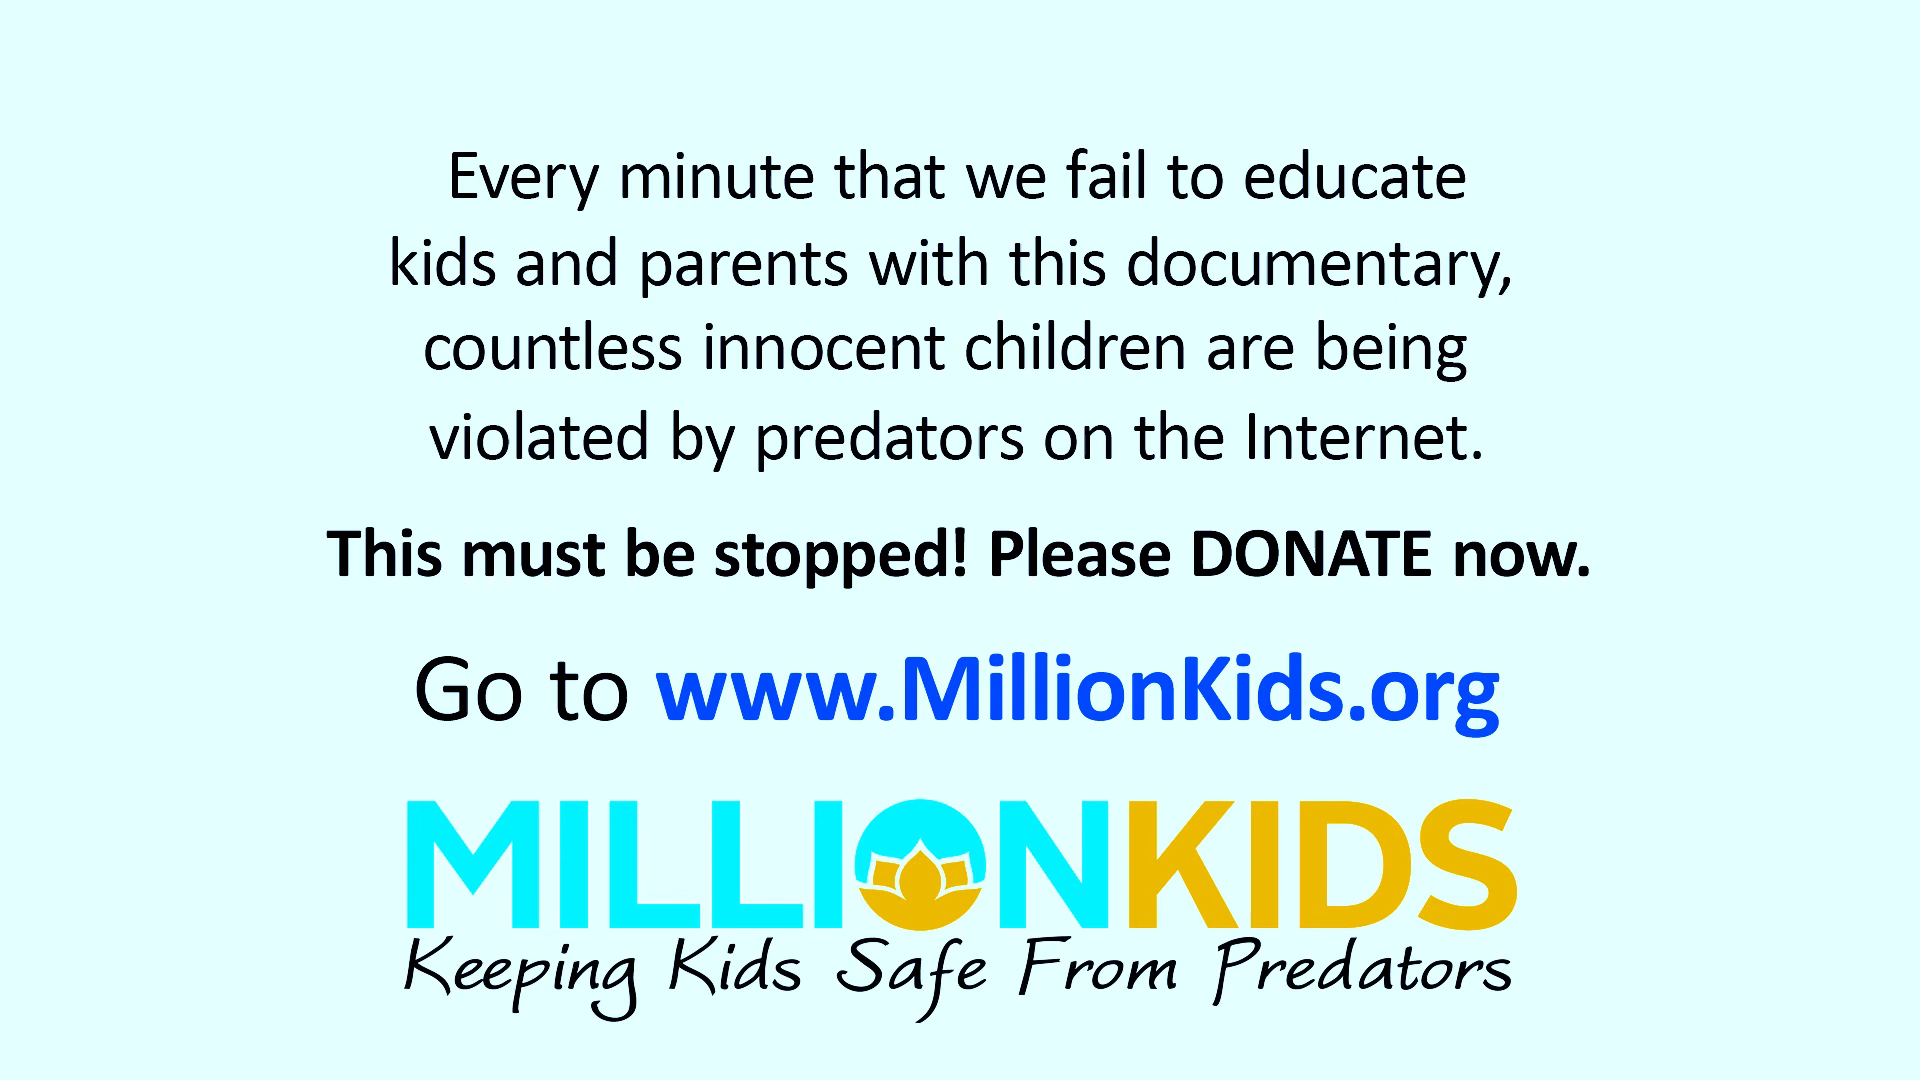 Every minute that we fail to educate
kids and parents with this documentary,
countless innocent children are being
violated by predators on the Internet.
This must be stopped! Please DONATE now.
Go to www.MillionKids.org
MILLIONKIDS
Keeping Kids Safe From Predators